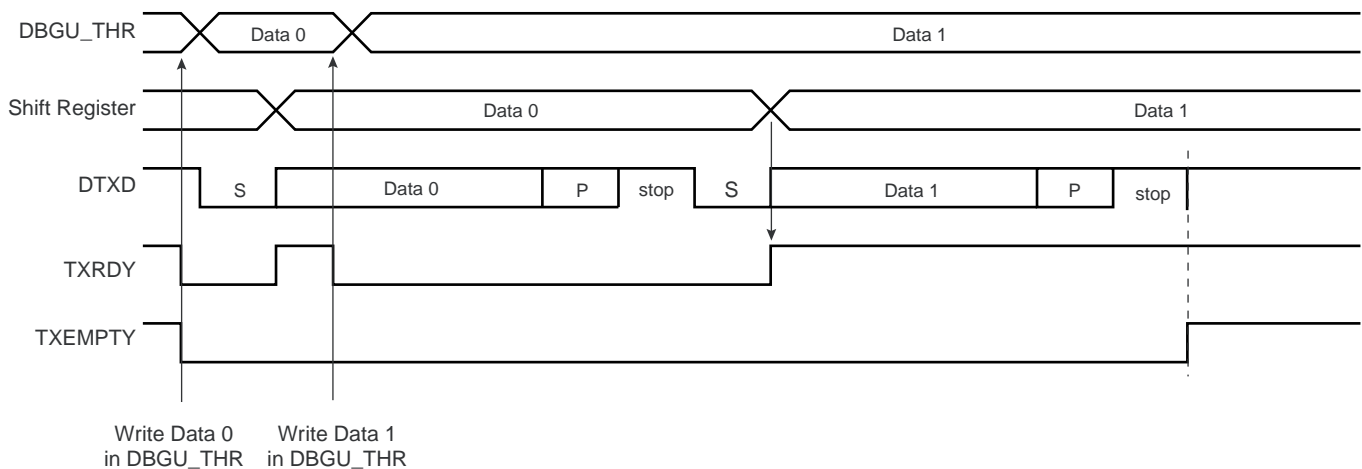 DBGU_THR Data 0 Data 1
Shift Register Data 0 Data 1
DTXD S Data 0 P stop S Data 1 P stop
TXRDY
TXEMPTY
Write Data 0
in DBGU_THR
Write Data 1
in DBGU_THR